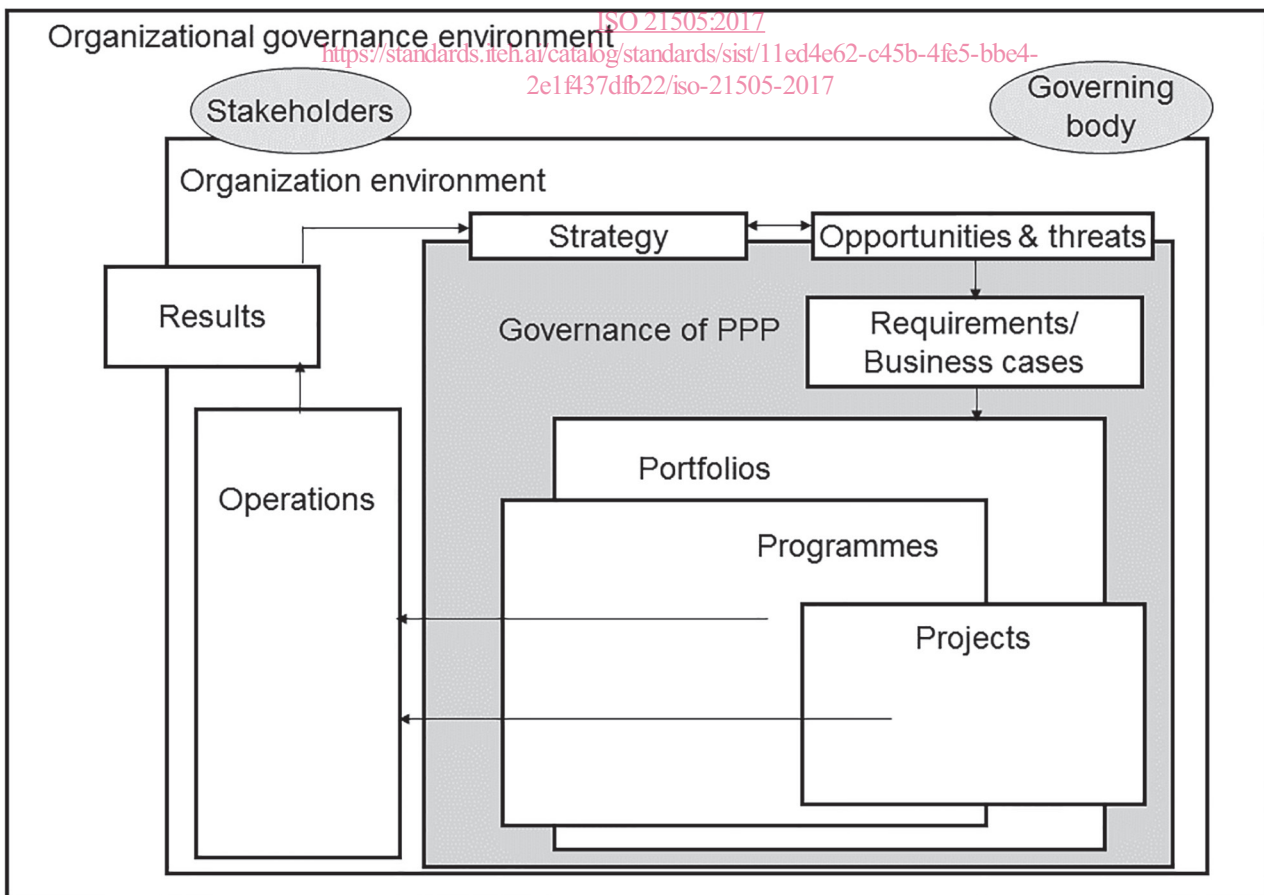 ISO 21505:2017
Organizational governance environment
https://standards.iteh.ai/catalog/standards/sist/11ed4e62-c45b-4fe5-bbe4-
2e1f437dfb22/iso-21505-2017
Stakeholders
Governing
body
Organization environment
Strategy
Opportunities & threats
Results
Governance of PPP
Requirements/
Business cases
Portfolios
Operations
Programmes
Projects